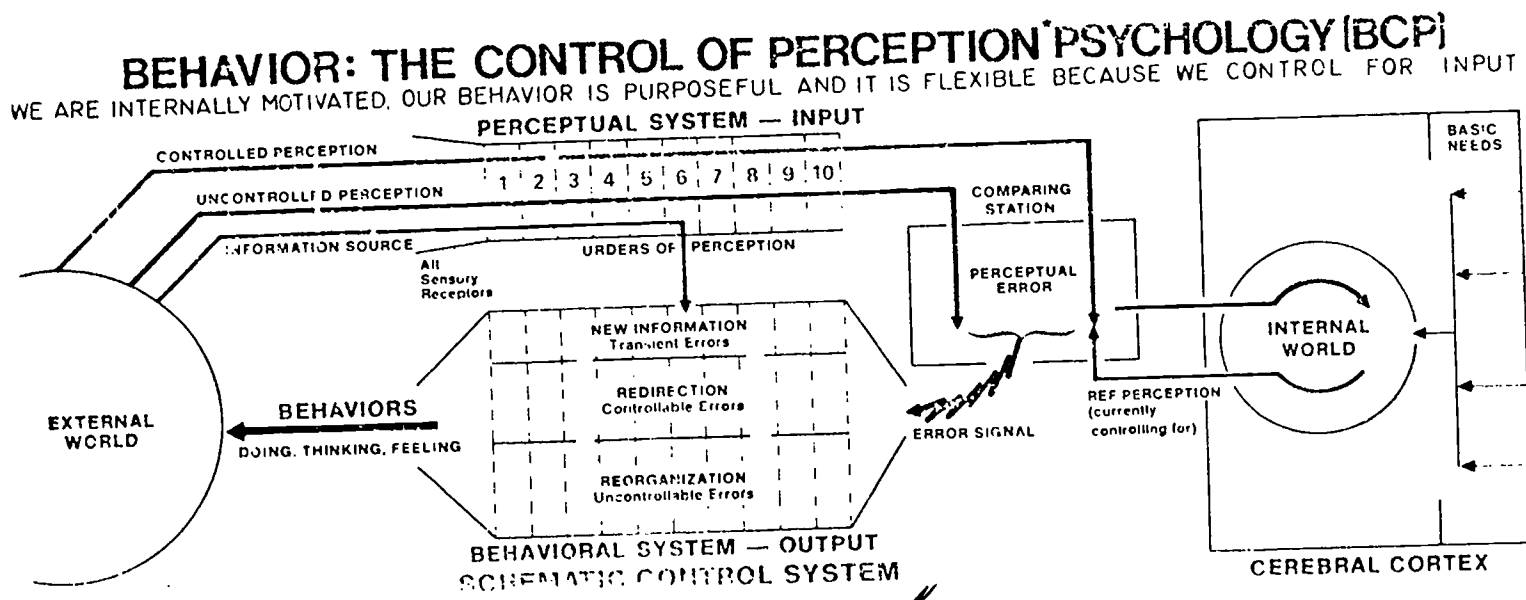 BEHAVIOR: THE CONTROL OF PERCEPTION*PSYCHOLOGY (BCP)
WE ARE INTERNALLY MOTIVATED, OUR BEHAVIOR IS PURPOSEFUL AND IT IS FLEXIBLE BECAUSE WE CONTROL FOR INPUT
PERCEPTUAL SYSTEM — INPUT
CONTROLLED PERCEPTION
1 2 3 4 5 6 7 8 9 10
UNCONTROLLED PERCEPTION
INFORMATION SOURCE
URDERS OF PERCEPTION
All
Sensory
Receptors
COMPARING
STATION
PERCEPTUAL
ERROR
BASIC
NEEDS
NEW INFORMATION
Transient Errors
REDIRECTION
Controllable Errors
REORGANIZATION
Uncontrollable Errors
EXTERNAL
WORLD
BEHAVIORS
DOING, THINKING, FEELING
ERROR SIGNAL
REF PERCEPTION
(currently
controlling for)
INTERNAL
WORLD
BEHAVIORAL SYSTEM — OUTPUT
SCHEMATIC CONTROL SYSTEM
CEREBRAL CORTEX